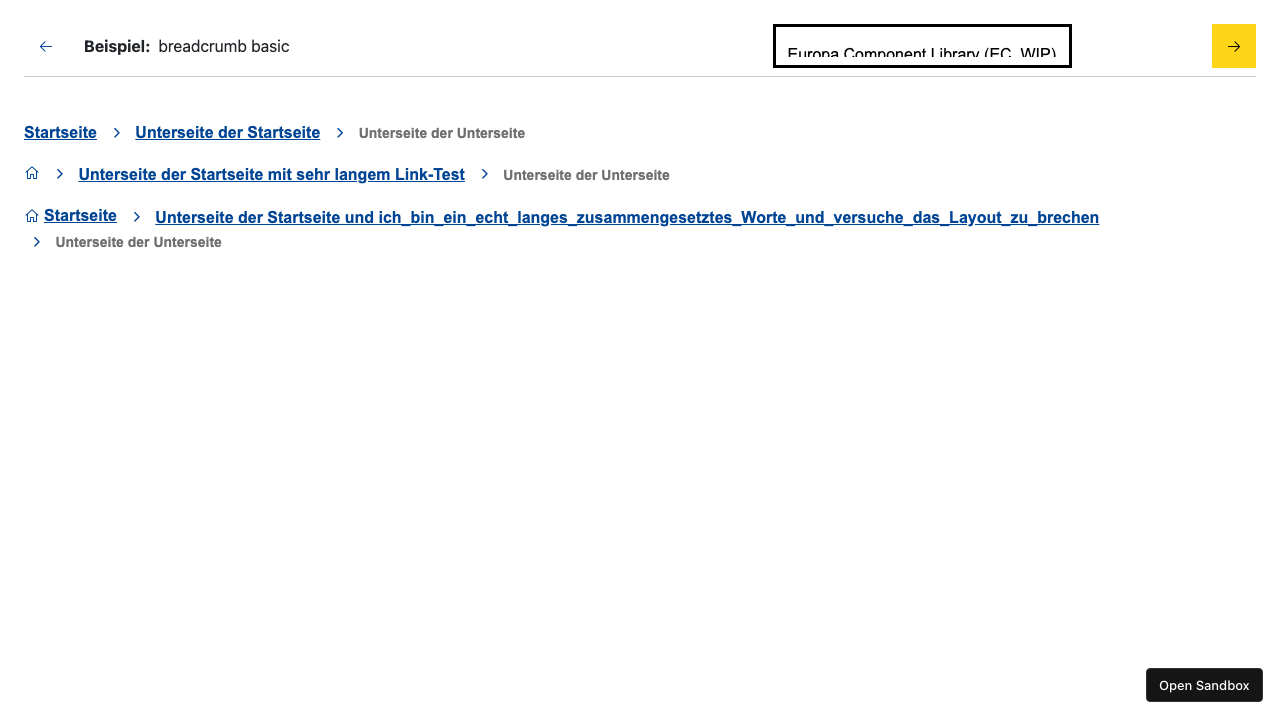 Beispiel: breadcrumb basic
Europa Component Library (EC, WIP)
Startseite Unterseite der Startseite Unterseite der Unterseite
Unterseite der Startseite mit sehr langem Link-Test Unterseite der Unterseite
Startseite Unterseite der Startseite und ich_bin_ein_echt_langes_zusammengesetztes_Worte_und_versuche_das_Layout_zu_brechen
Unterseite der Unterseite
Open Sandbox